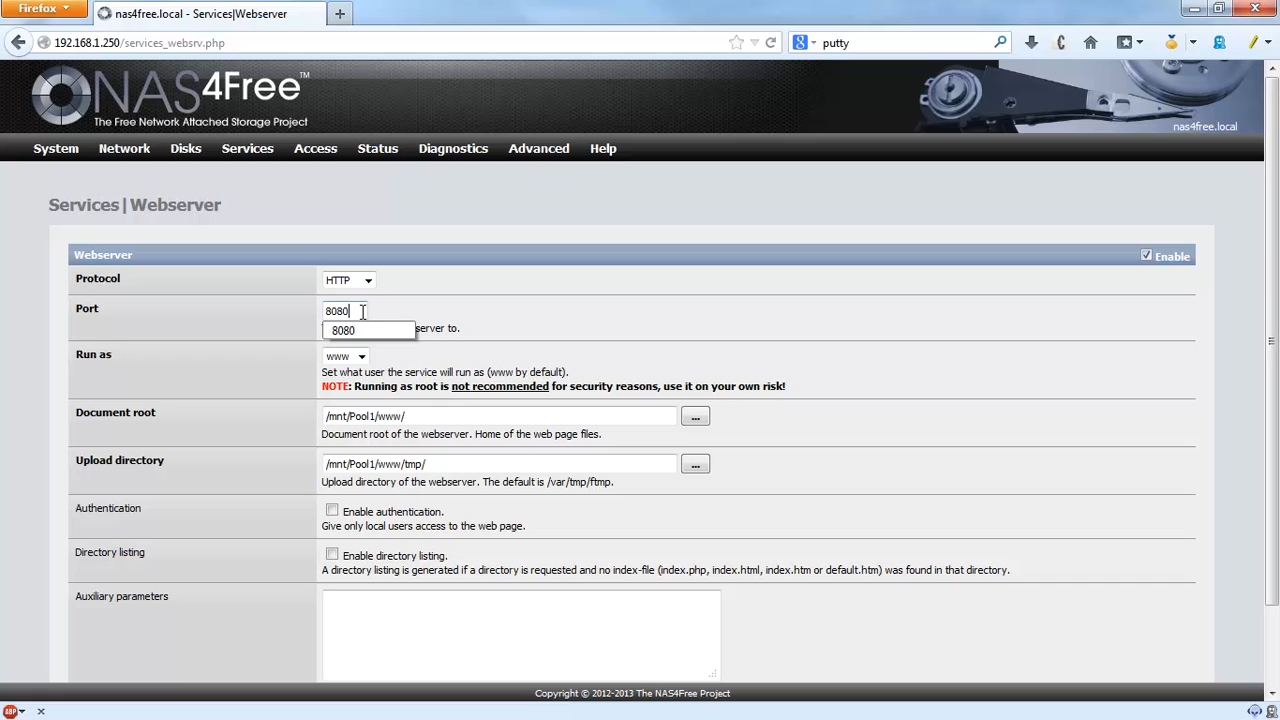 Firefox
nas4free.local - Services|Webserver
192.168.1.250/services_websrv.php
putty
NAS4Free™
The Free Network Attached Storage Project
nas4free.local
System Network Disks Services Access Status Diagnostics Advanced Help
Services|Webserver
Webserver
Enable
Protocol
HTTP
Port
8080
8080
server to.
Run as
www
Set what user the service will run as (www by default).
NOTE: Running as root is not recommended for security reasons, use it on your own risk!
Document root
/mnt/Pool1/www/
...
Document root of the webserver. Home of the web page files.
Upload directory
/mnt/Pool1/www/tmp/
...
Upload directory of the webserver. The default is /var/tmp/ftmp.
Authentication
Enable authentication.
Give only local users access to the web page.
Directory listing
Enable directory listing.
A directory listing is generated if a directory is requested and no index-file (index.php, index.html, index.htm or default.htm) was found in that directory.
Auxiliary parameters
Copyright © 2012-2013 The NAS4Free Project
ABP